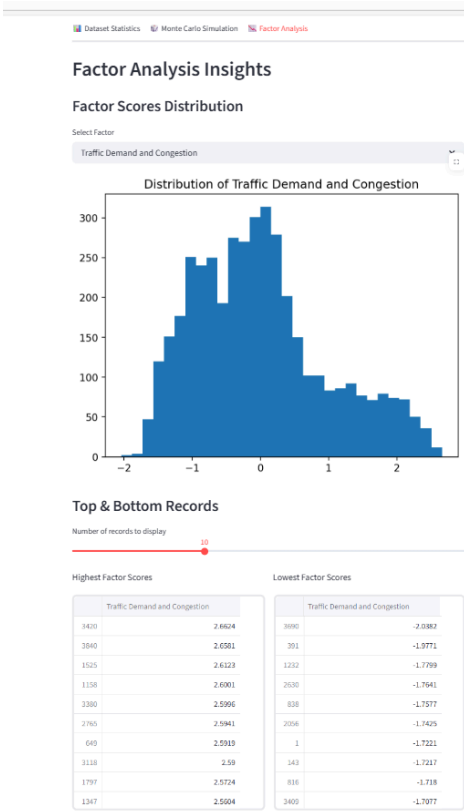 Dataset Statistics Monte Carlo Simulation Factor Analysis
Factor Analysis Insights
Factor Scores Distribution
Select Factor
Traffic Demand and Congestion
Distribution of Traffic Demand and Congestion
300
250
200
150
100
50
0
−2 −1 0 1 2
Top & Bottom Records
Number of records to display
10
Highest Factor Scores Lowest Factor Scores
Traffic Demand and Congestion Traffic Demand and Congestion
3420 2.6624 3690 -2.0382
3840 2.6581 391 -1.9771
1525 2.6123 1232 -1.7799
1158 2.6001 2630 -1.7641
3380 2.5996 838 -1.7577
2765 2.5941 2056 -1.7425
649 2.5919 1 -1.7221
3118 2.59 143 -1.7217
1797 2.5724 816 -1.718
1347 2.5604 3409 -1.7077